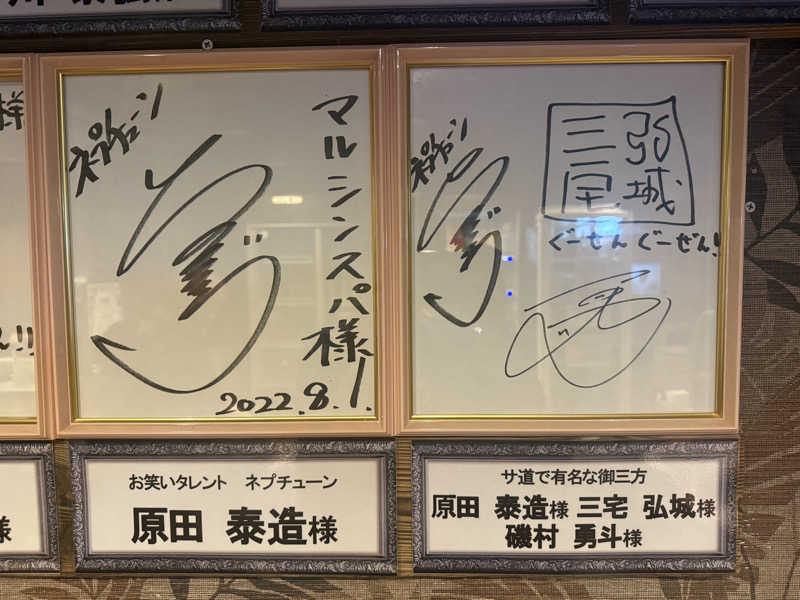 ネプチューン
マルシンスパ様
2022.8.1.
お笑いタレント ネプチューン
原田 泰造様
ネプチューン
三宅 弘城
ぐーぜんぐーぜん!
サ道で有名な御三方
原田 泰造様 三宅 弘城様
磯村 勇斗様
様
ん!!
様